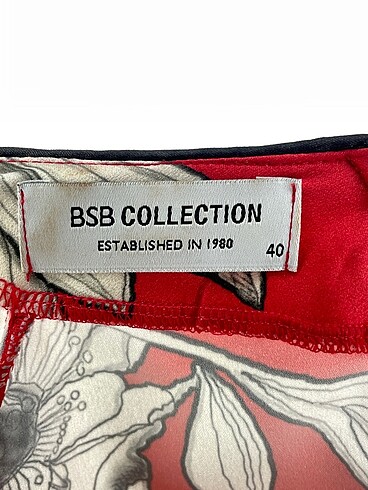 BSB COLLECTION
ESTABLISHED IN 1980
40